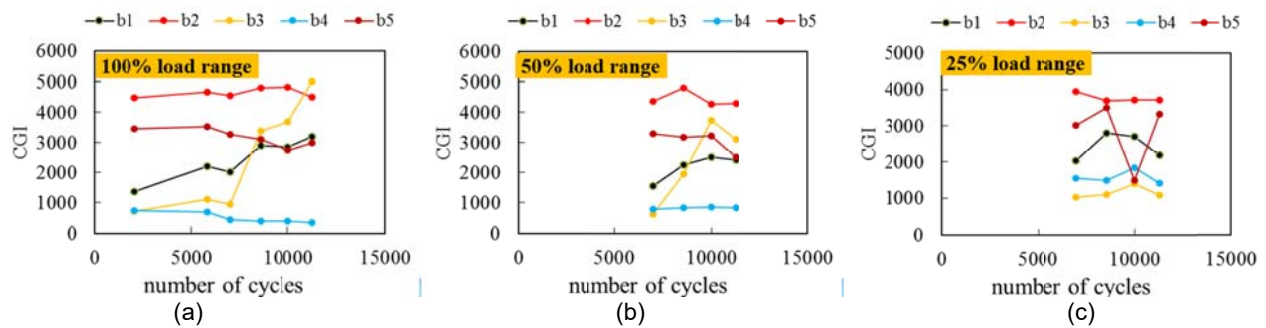 b1 b2 b3 b4 b5
100% load range
CGI
6000
5000
4000
3000
2000
1000
0
0 5000 10000 15000
number of cycles
(a)
b1 b2 b3 b4 b5
50% load range
CGI
6000
5000
4000
3000
2000
1000
0
0 5000 10000 15000
number of cycles
(b)
b1 b2 b3 b4 b5
25% load range
CGI
5000
4000
3000
2000
1000
0
0 5000 10000 15000
number of cycles
(c)